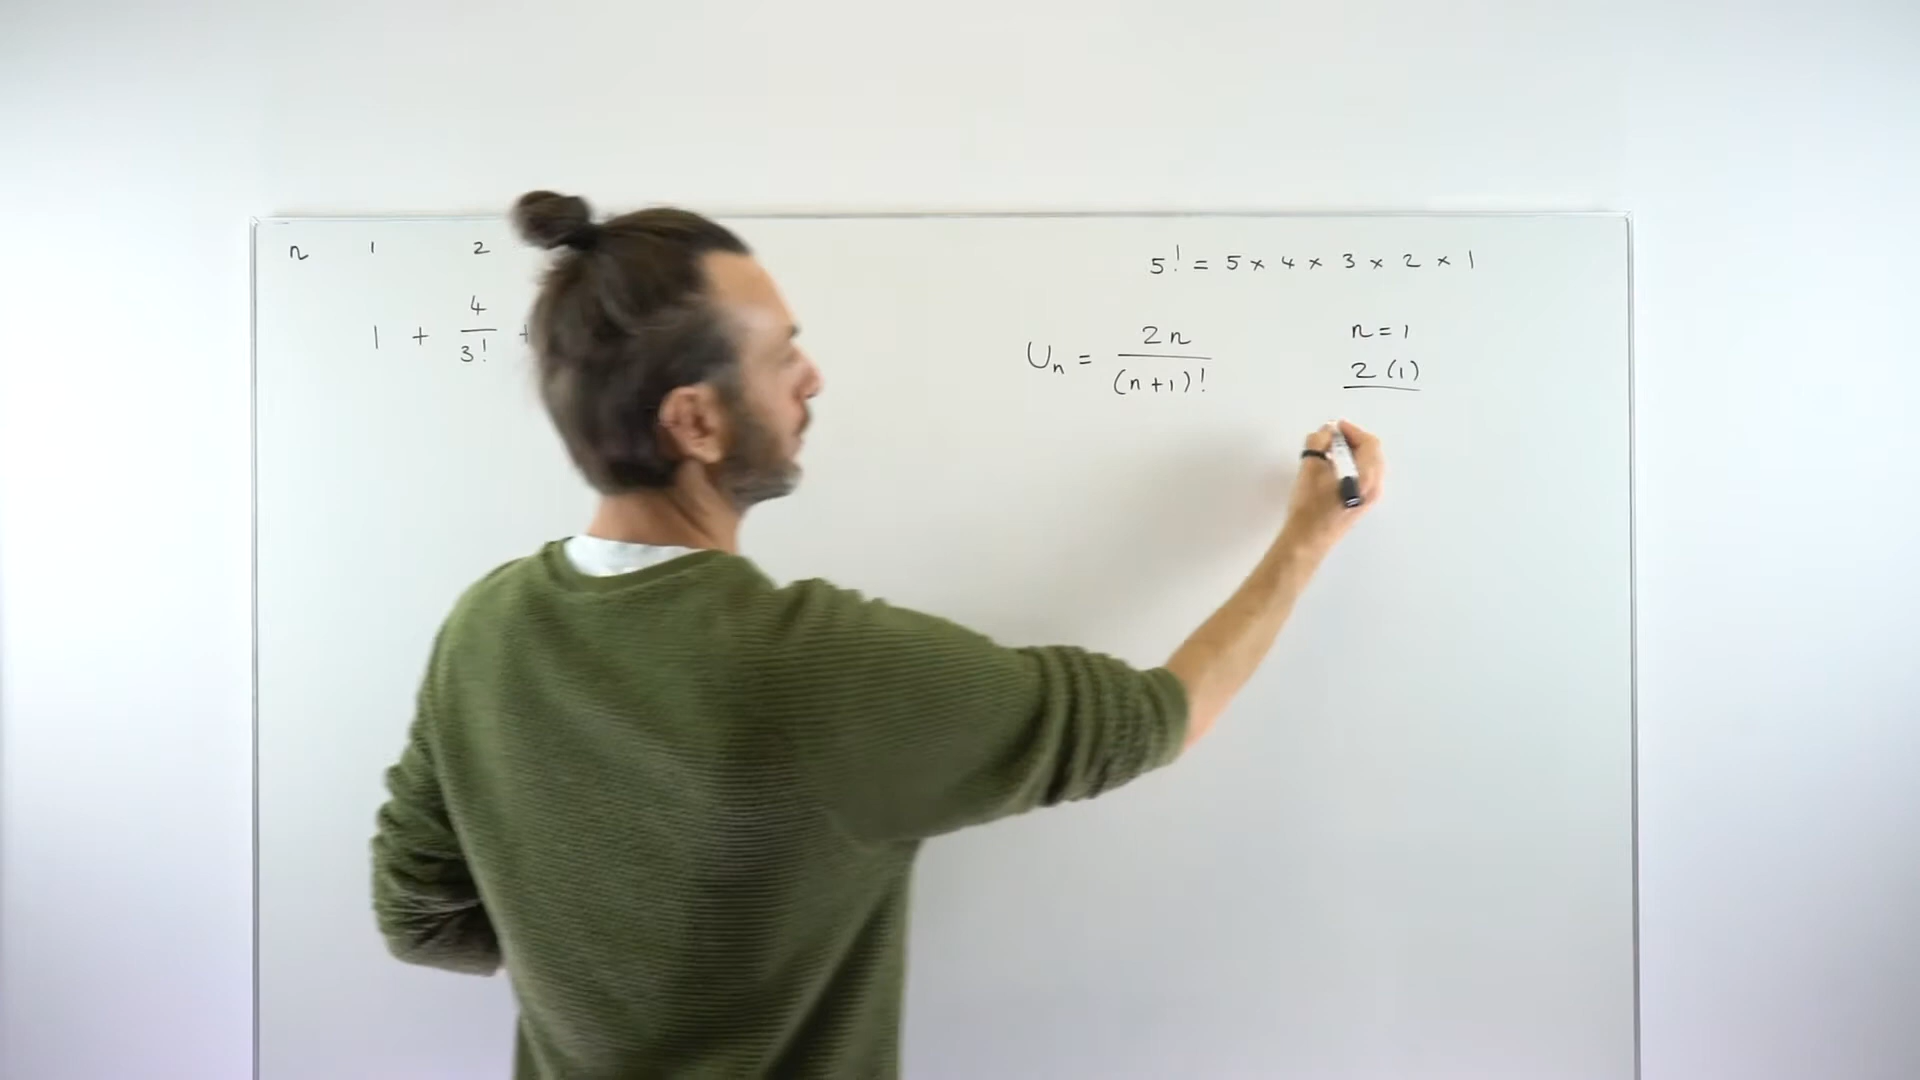 n 1 2
1 + 4/3! +
5! = 5 × 4 × 3 × 2 × 1
Uₙ = 2n/(n+1)!
n = 1
2(1)